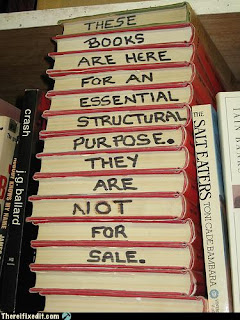 THESE
BOOKS
ARE HERE
FOR AN
ESSENTIAL
STRUCTURAL
PURPOSE.
THEY
ARE
NOT
FOR
SALE.
crash
j.g. ballard
THE SALT EATERS
TONI CADE BAMBARA
Thereifixedit.com